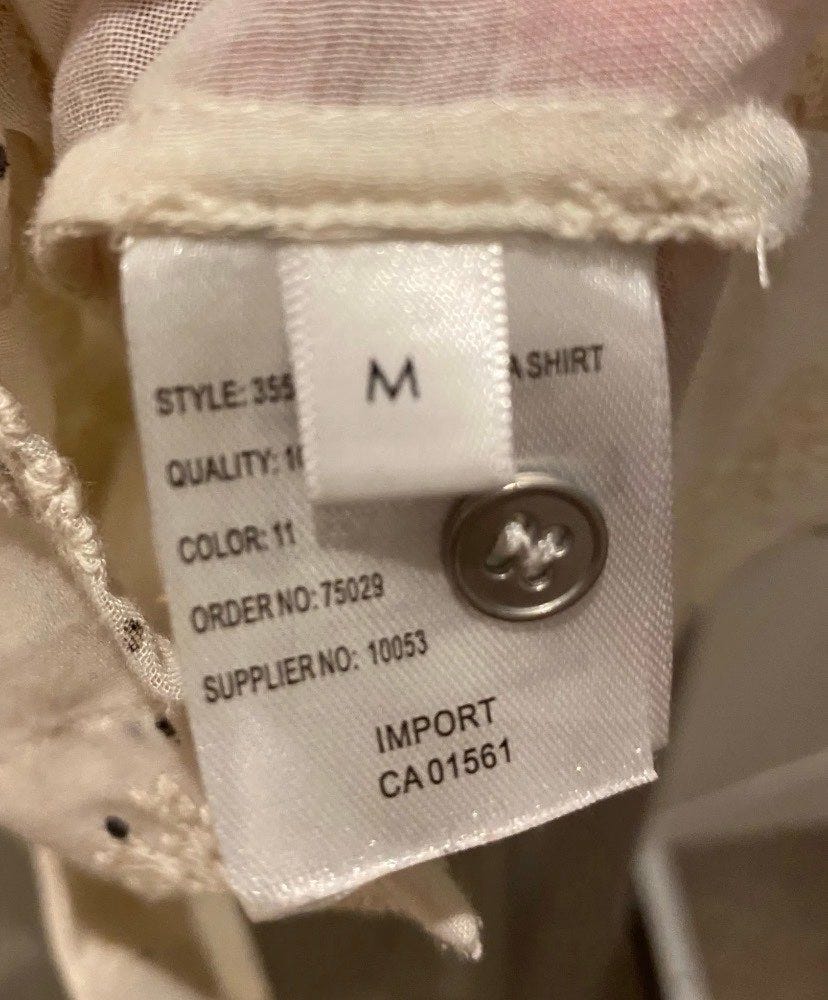 M
STYLE: 355 A SHIRT
QUALITY: 1
COLOR: 11
ORDER NO: 75029
SUPPLIER NO: 10053
IMPORT
CA 01561